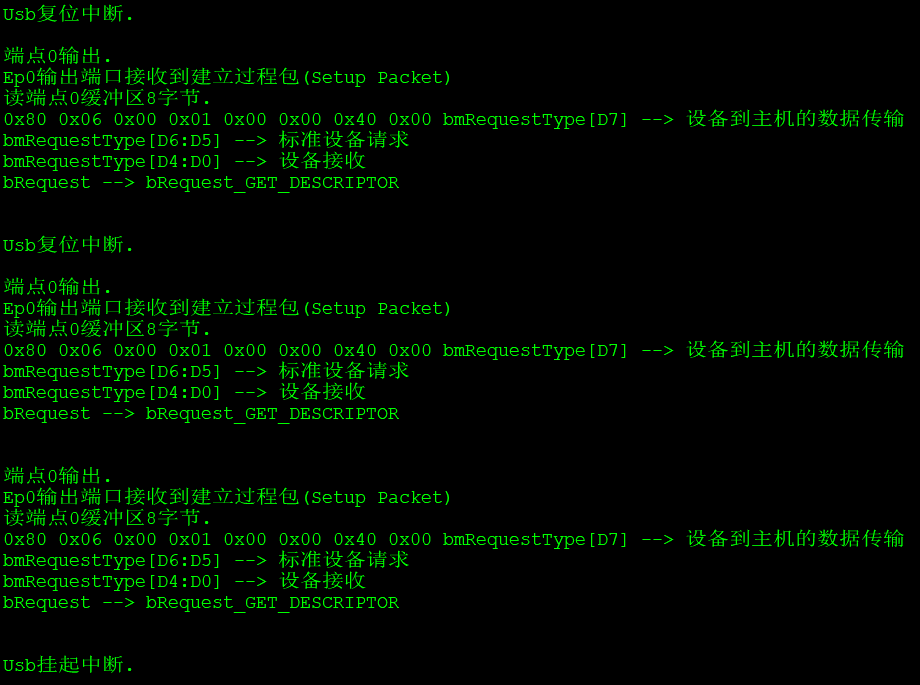 Usb复位中断.
端点0输出.
Ep0输出端口接收到建立过程包(Setup Packet)
读端点0缓冲区8字节.
0x80 0x06 0x00 0x01 0x00 0x00 0x40 0x00 bmRequestType[D7] --> 设备到主机的数据传输
bmRequestType[D6:D5] --> 标准设备请求
bmRequestType[D4:D0] --> 设备接收
bRequest --> bRequest_GET_DESCRIPTOR
Usb复位中断.
端点0输出.
Ep0输出端口接收到建立过程包(Setup Packet)
读端点0缓冲区8字节.
0x80 0x06 0x00 0x01 0x00 0x00 0x40 0x00 bmRequestType[D7] --> 设备到主机的数据传输
bmRequestType[D6:D5] --> 标准设备请求
bmRequestType[D4:D0] --> 设备接收
bRequest --> bRequest_GET_DESCRIPTOR
端点0输出.
Ep0输出端口接收到建立过程包(Setup Packet)
读端点0缓冲区8字节.
0x80 0x06 0x00 0x01 0x00 0x00 0x40 0x00 bmRequestType[D7] --> 设备到主机的数据传输
bmRequestType[D6:D5] --> 标准设备请求
bmRequestType[D4:D0] --> 设备接收
bRequest --> bRequest_GET_DESCRIPTOR
Usb挂起中断.